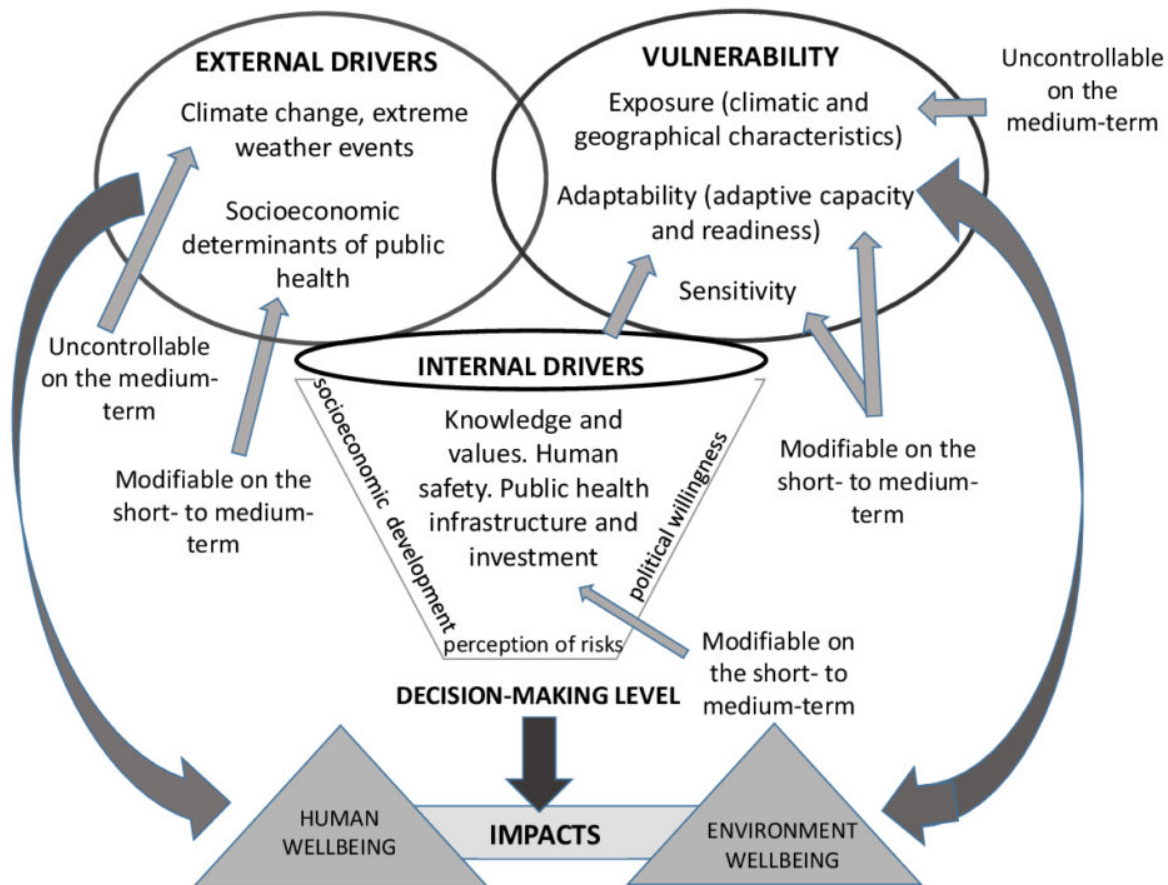 EXTERNAL DRIVERS
Climate change, extreme
weather events
Socioeconomic
determinants of public
health
VULNERABILITY
Exposure (climatic and
geographical characteristics)
Adaptability (adaptive capacity
and readiness)
Sensitivity
Uncontrollable
on the
medium-term
Uncontrollable
on the medium-
term
Modifiable on the
short- to medium-
term
INTERNAL DRIVERS
socioeconomic development
Knowledge and
values. Human
safety. Public health
infrastructure and
investment
political willingness
perception of risks
Modifiable on the
short- to medium-
term
Modifiable on
the short- to
medium-term
DECISION-MAKING LEVEL
HUMAN
WELLBEING
IMPACTS
ENVIRONMENT
WELLBEING